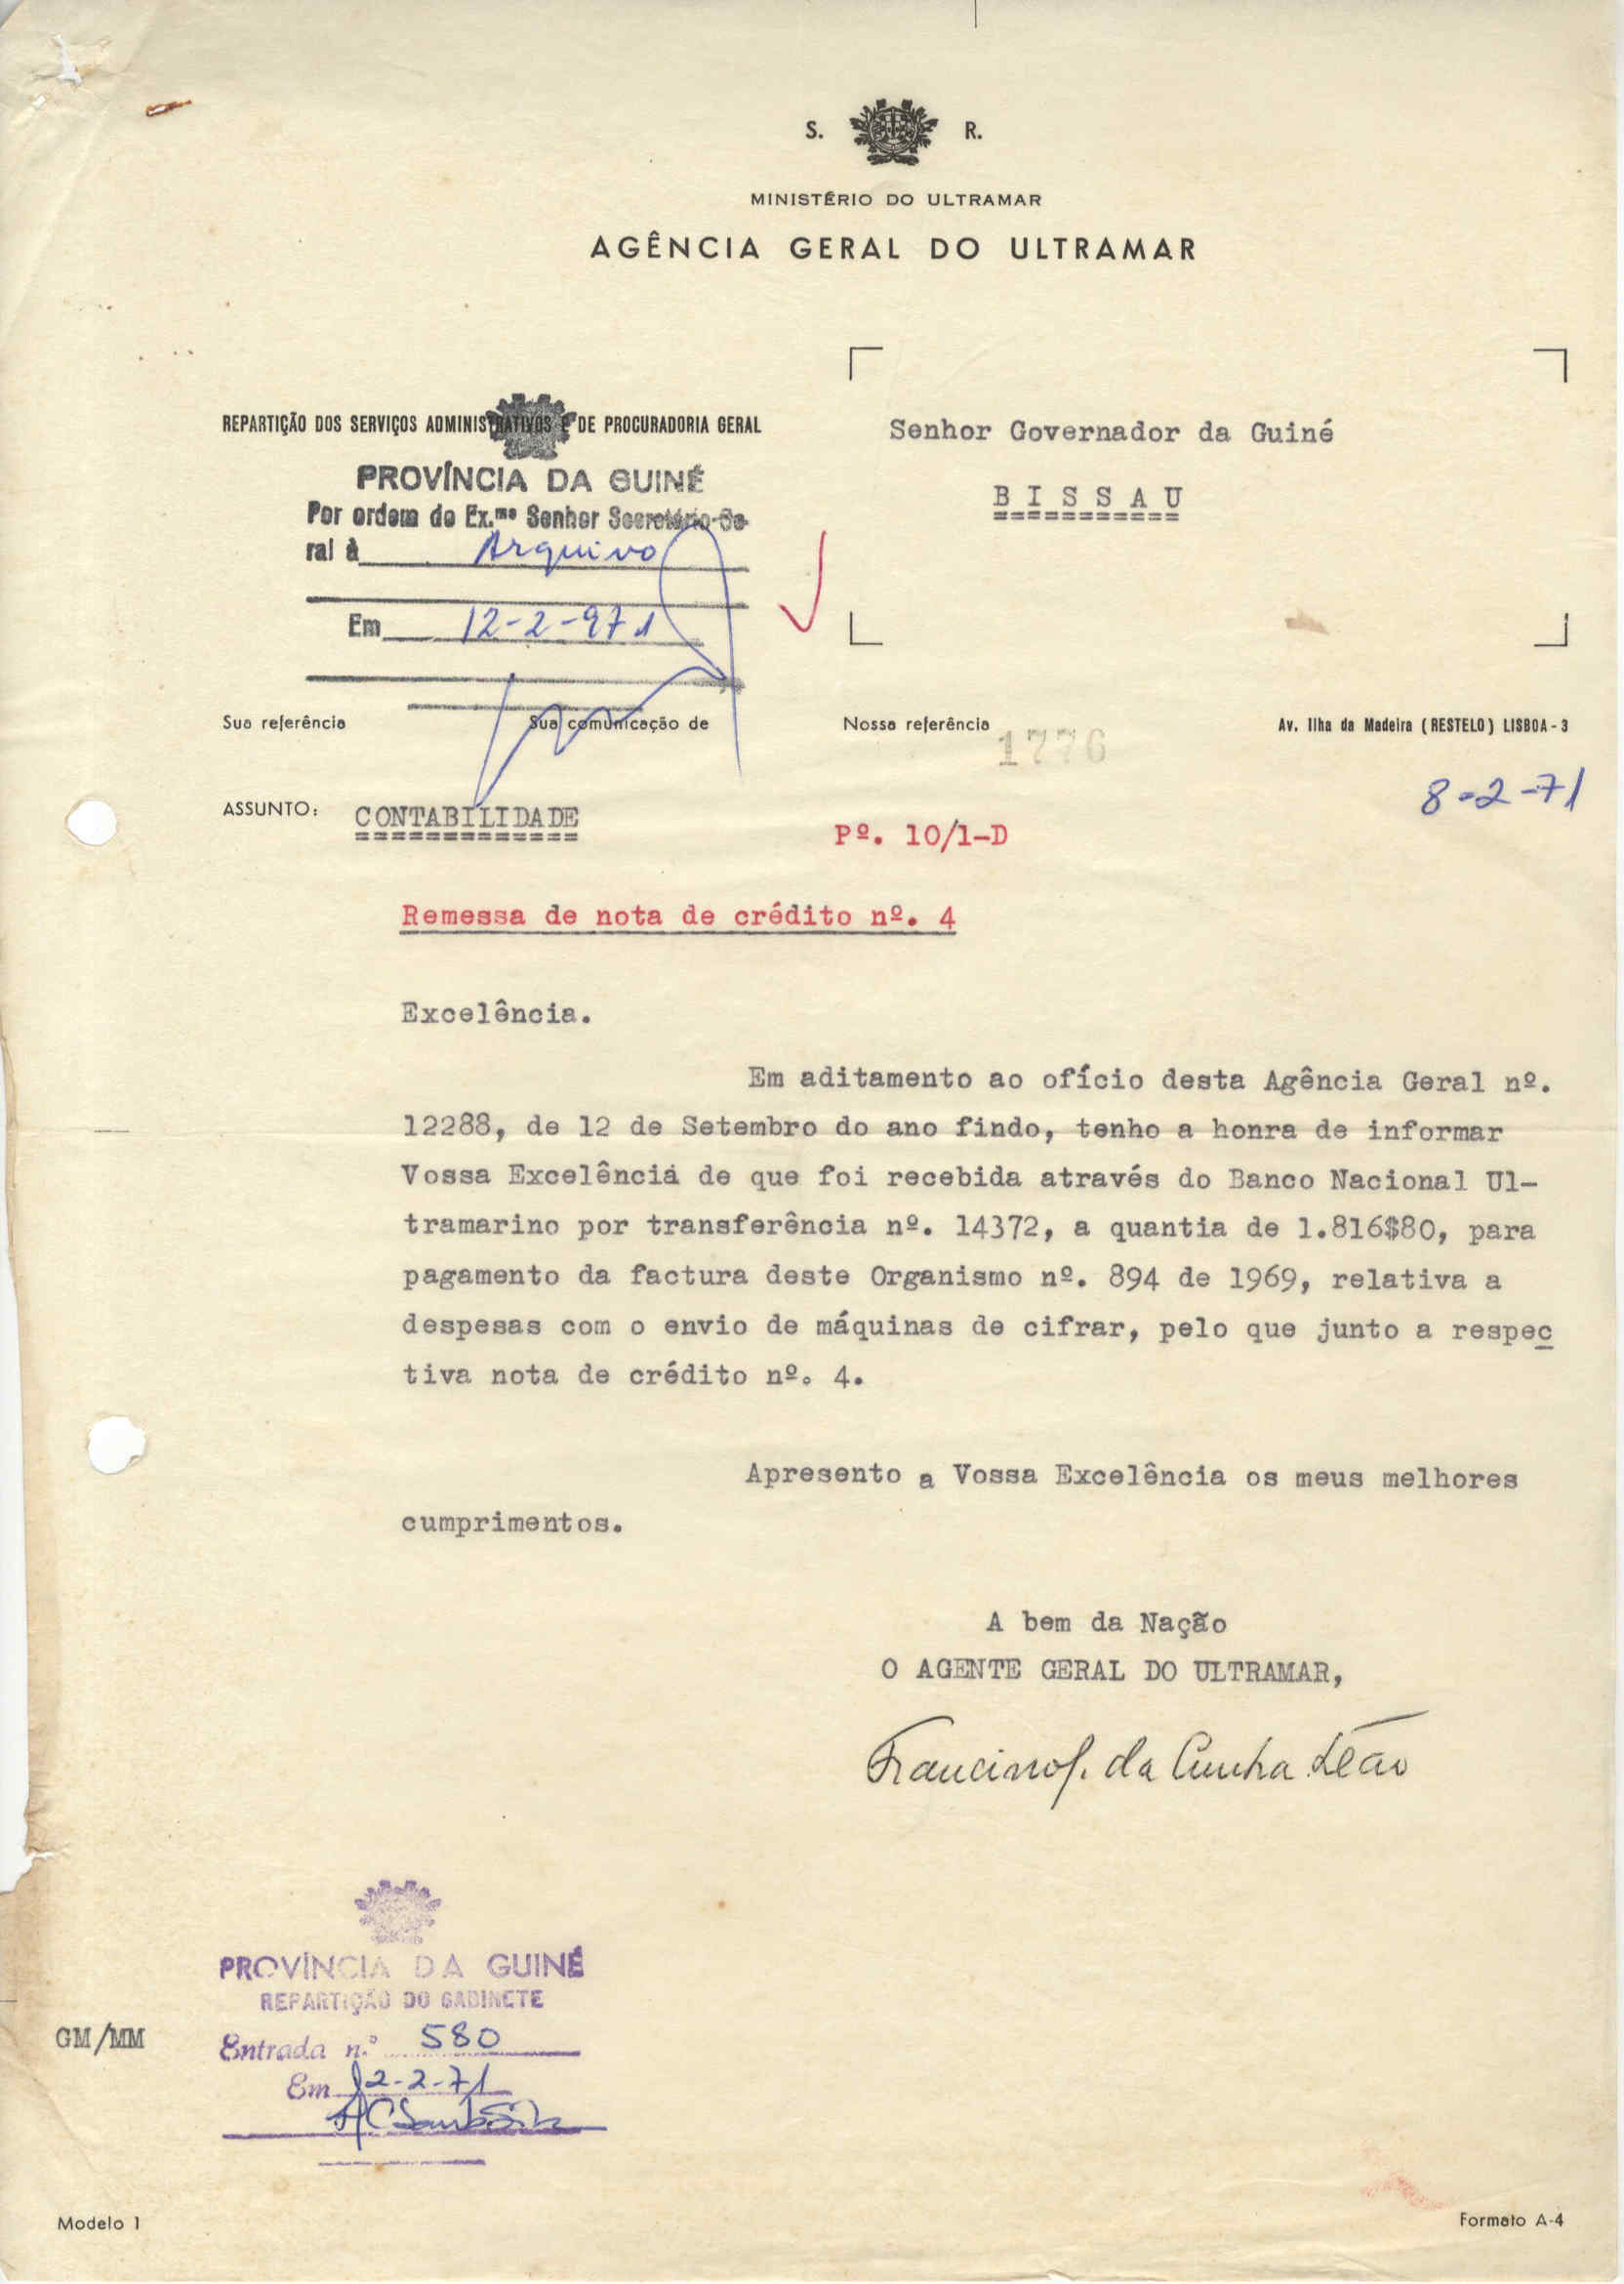 S. R.
MINISTÉRIO DO ULTRAMAR
AGÊNCIA GERAL DO ULTRAMAR
REPARTIÇÃO DOS SERVIÇOS ADMINISTRATIVOS E DE PROCURADORIA GERAL
PROVÍNCIA DA GUINÉ
Por ordem do Ex.mo Senhor Secretário-Ge-
ral à Arquivo
Em 12-2-971
Senhor Governador da Guiné
B I S S A U
===========
Sua referência
Sua comunicação de
Nossa referência
1776
Av. Ilha da Madeira (RESTELO) LISBOA - 3
8-2-71
ASSUNTO: CONTABILIDADE
=============
Pº. 10/1-D
Remessa de nota de crédito nº. 4
Excelência.
Em aditamento ao ofício desta Agência Geral nº.
12288, de 12 de Setembro do ano findo, tenho a honra de informar
Vossa Excelência de que foi recebida através do Banco Nacional Ul-
tramarino por transferência nº. 14372, a quantia de 1.816$80, para
pagamento da factura deste Organismo nº. 894 de 1969, relativa a
despesas com o envio de máquinas de cifrar, pelo que junto a respec
tiva nota de crédito nº. 4.
Apresento a Vossa Excelência os meus melhores
cumprimentos.
A bem da Nação
O AGENTE GERAL DO ULTRAMAR,
da Cunha Leão
PROVÍNCIA DA GUINÉ
REPARTIÇÃO DO GABINETE
GM/MM
Entrada n.º 580
Em 12-2-71
Modelo 1
Formato A-4